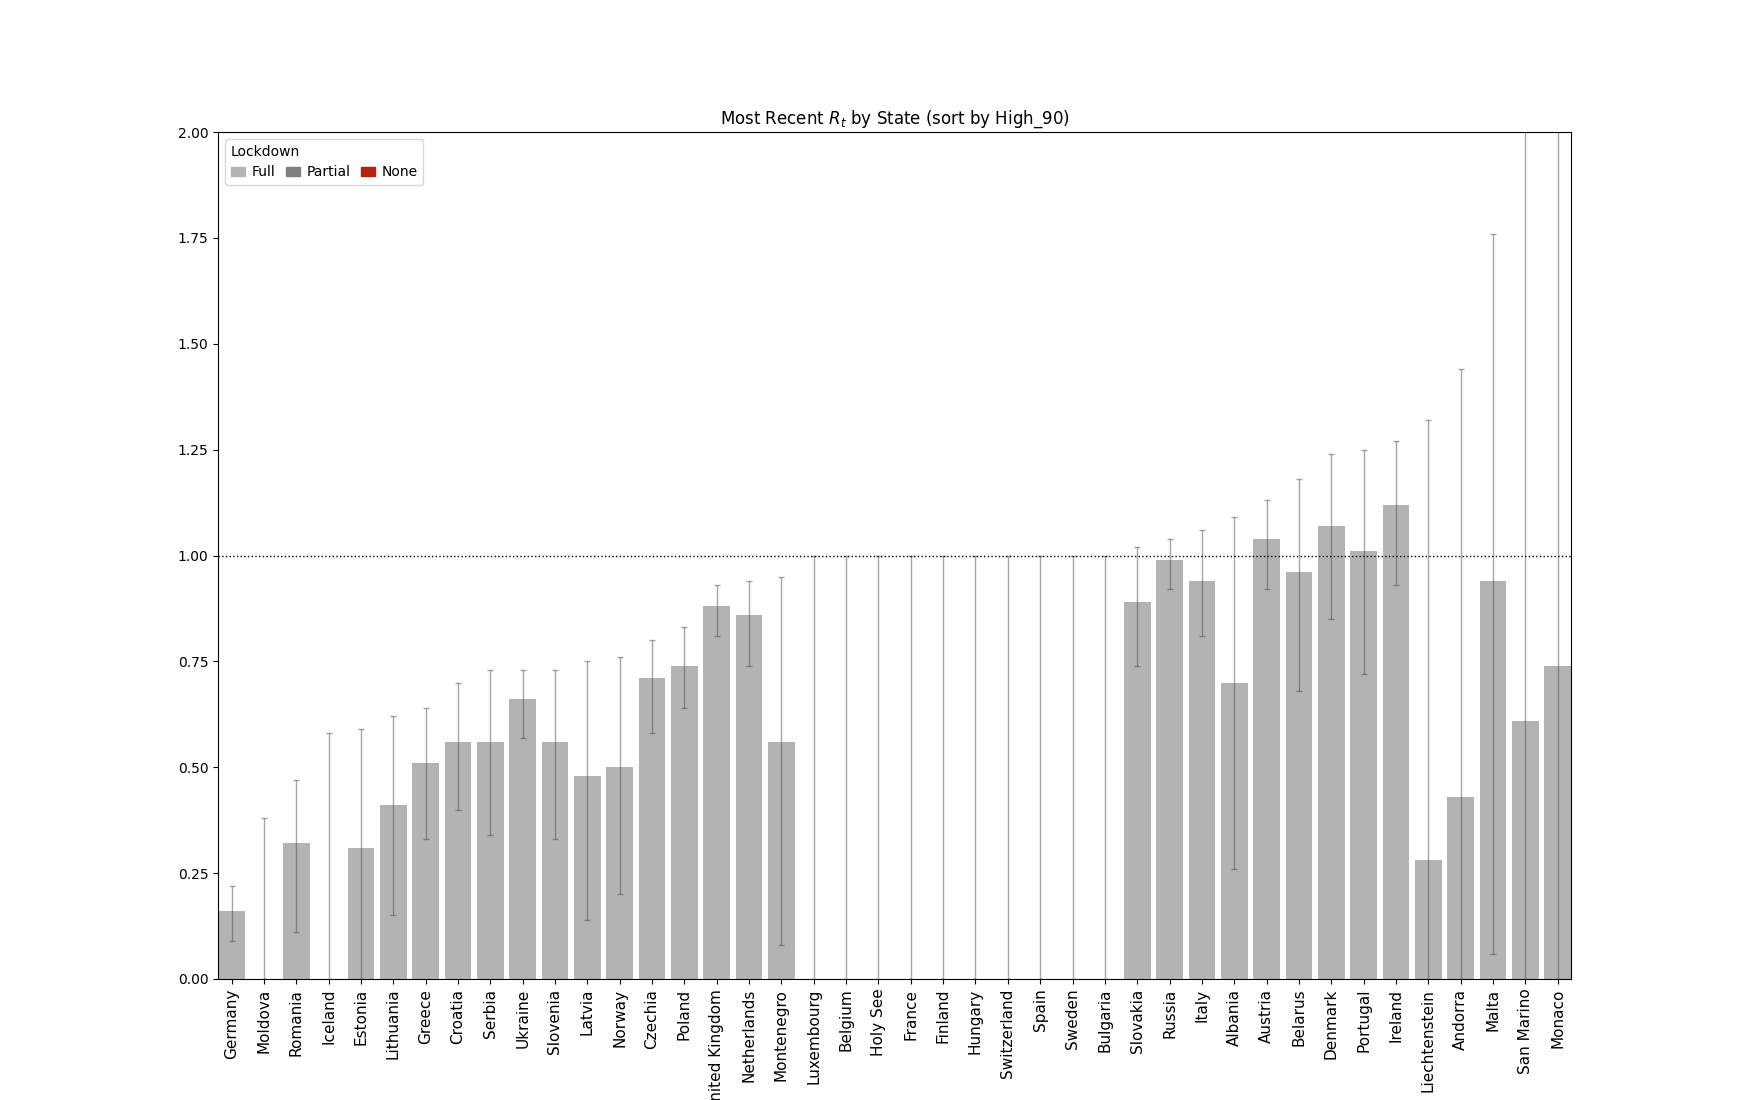 Most Recent R_t by State (sort by High_90)
Lockdown
Full Partial None
2.00
1.75
1.50
1.25
1.00
0.75
0.50
0.25
0.00
Germany
Moldova
Romania
Iceland
Estonia
Lithuania
Greece
Croatia
Serbia
Ukraine
Slovenia
Latvia
Norway
Czechia
Poland
nited Kingdom
Netherlands
Montenegro
Luxembourg
Belgium
Holy See
France
Finland
Hungary
Switzerland
Spain
Sweden
Bulgaria
Slovakia
Russia
Italy
Albania
Austria
Belarus
Denmark
Portugal
Ireland
Liechtenstein
Andorra
Malta
San Marino
Monaco